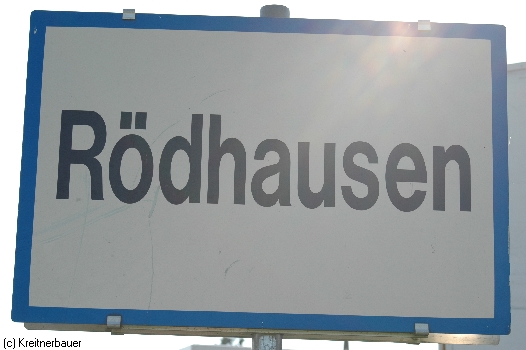 Rödhausen
(c) Kreitnerbauer